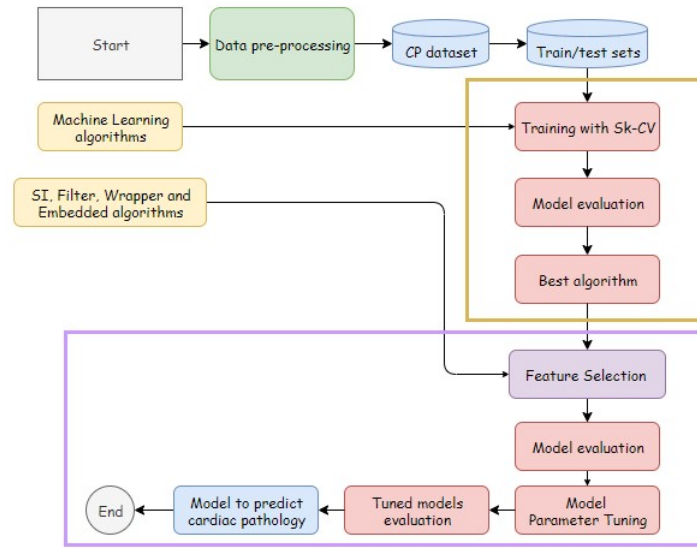 Start
Data pre-processing
CP dataset
Train/test sets
Machine Learning
algorithms
Training with Sk-CV
SI, Filter, Wrapper and
Embedded algorithms
Model evaluation
Best algorithm
Feature Selection
Model evaluation
End
Model to predict
cardiac pathology
Tuned models
evaluation
Model
Parameter Tuning